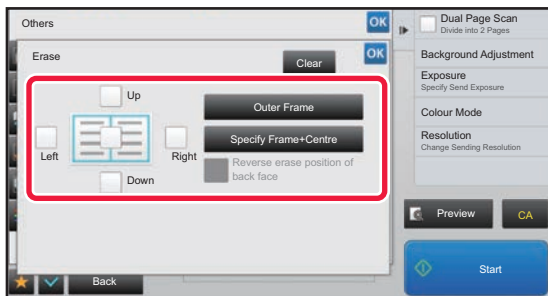 Others
OK
Erase
Clear
OK
Up
Left
Right
Down
Outer Frame
Specify Frame+Centre
Reverse erase position of
back face
Back
Dual Page Scan
Divide into 2 Pages
Background Adjustment
Exposure
Specify Send Exposure
Colour Mode
Resolution
Change Sending Resolution
Preview
CA
Start